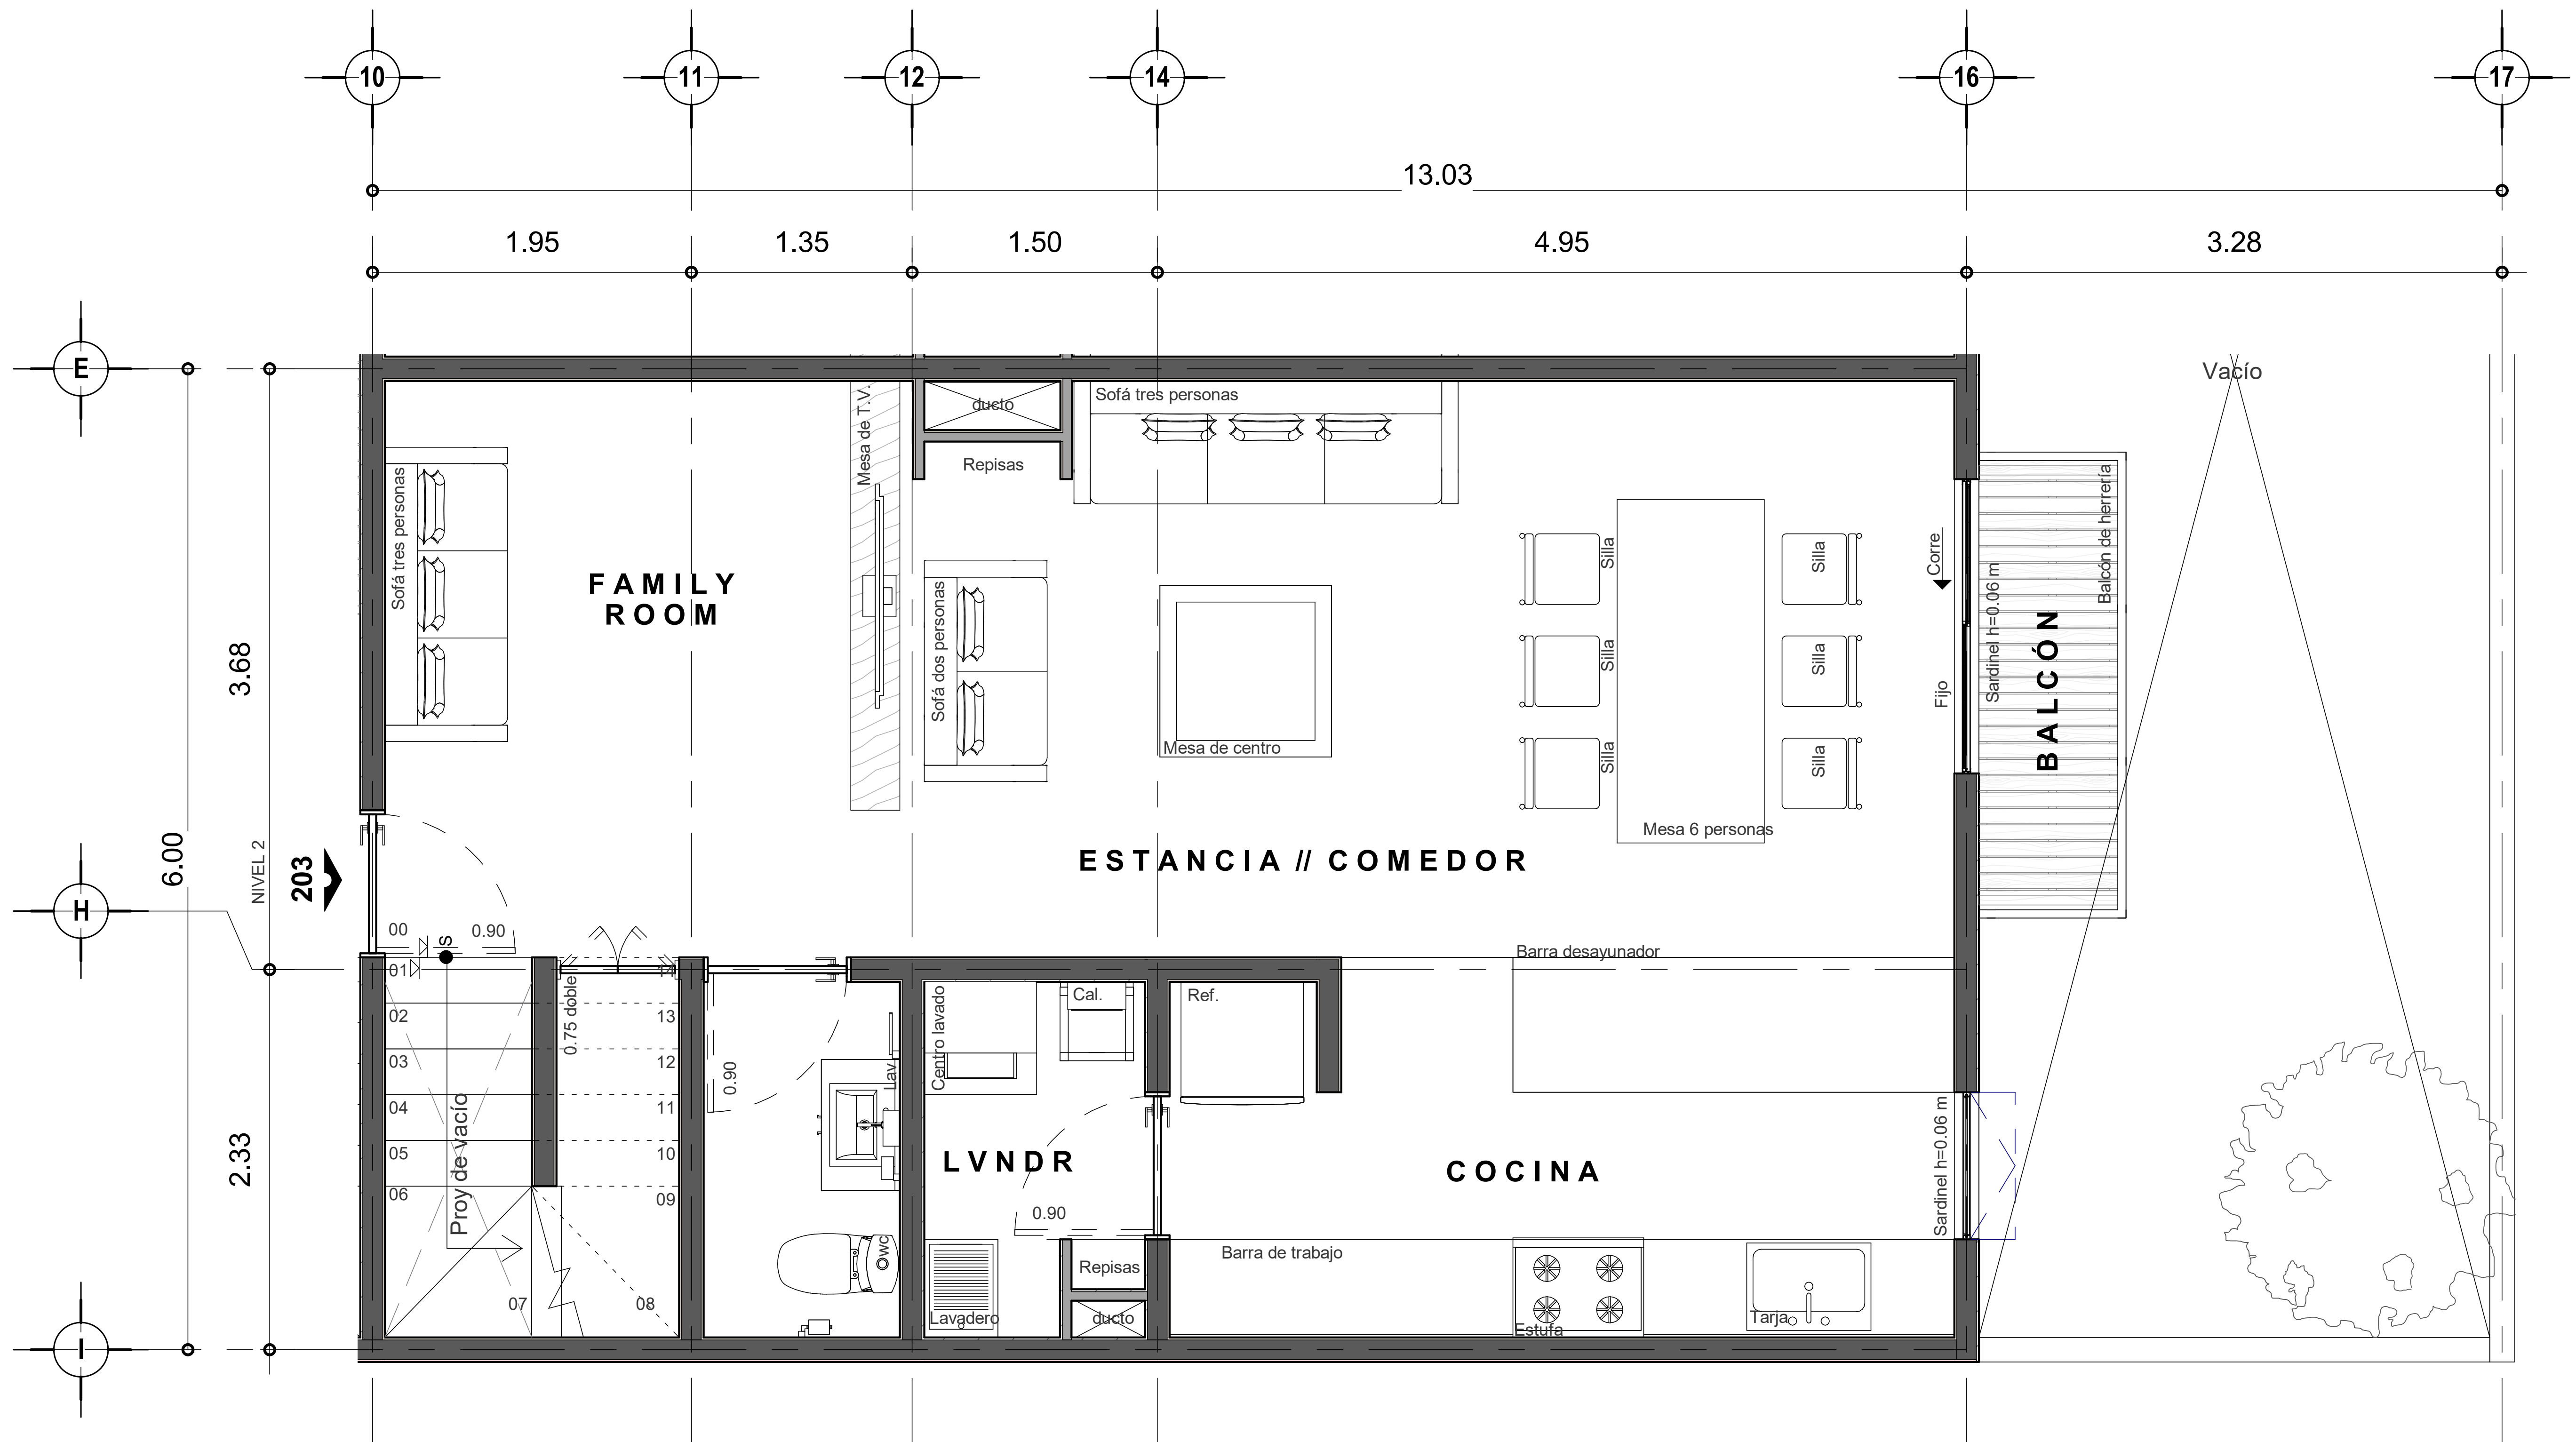 10
11
12
14
16
17
13.03
1.95
1.35
1.50
4.95
3.28
E
H
I
6.00
3.68
2.33
NIVEL 2
203
Vacío
ducto
Repisas
Mesa de T.V.
Sofá tres personas
Sofá tres personas
FAMILY
ROOM
Sofá dos personas
Mesa de centro
Silla
Silla
Silla
Silla
Silla
Silla
Mesa 6 personas
Corre
Fijo
Sardinel h=0.06 m
BALCÓN
Balcón de herrería
ESTANCIA // COMEDOR
00
0.90
S
01
02
03
04
05
06
07
08
09
10
11
12
13
14
Proy de vacío
0.75 doble
0.90
Lav.
WC
Centro lavado
Cal.
LVNDR
0.90
Lavadero
Repisas
ducto
Ref.
Barra desayunador
COCINA
Barra de trabajo
Estufa
Tarja
Sardinel h=0.06 m